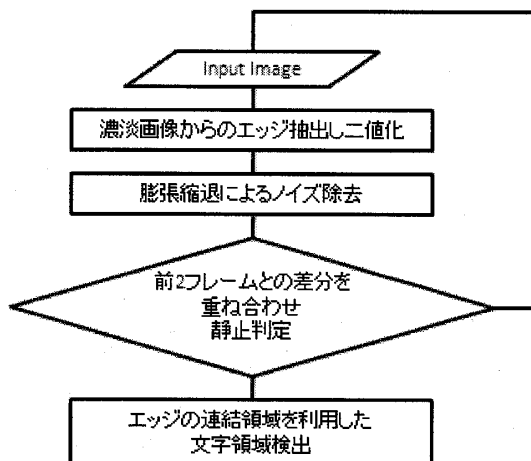 Input Image
濃淡画像からのエッジ抽出し二値化
膨張縮退によるノイズ除去
前2フレームとの差分を
重ね合わせ
静止判定
エッジの連結領域を利用した
文字領域検出